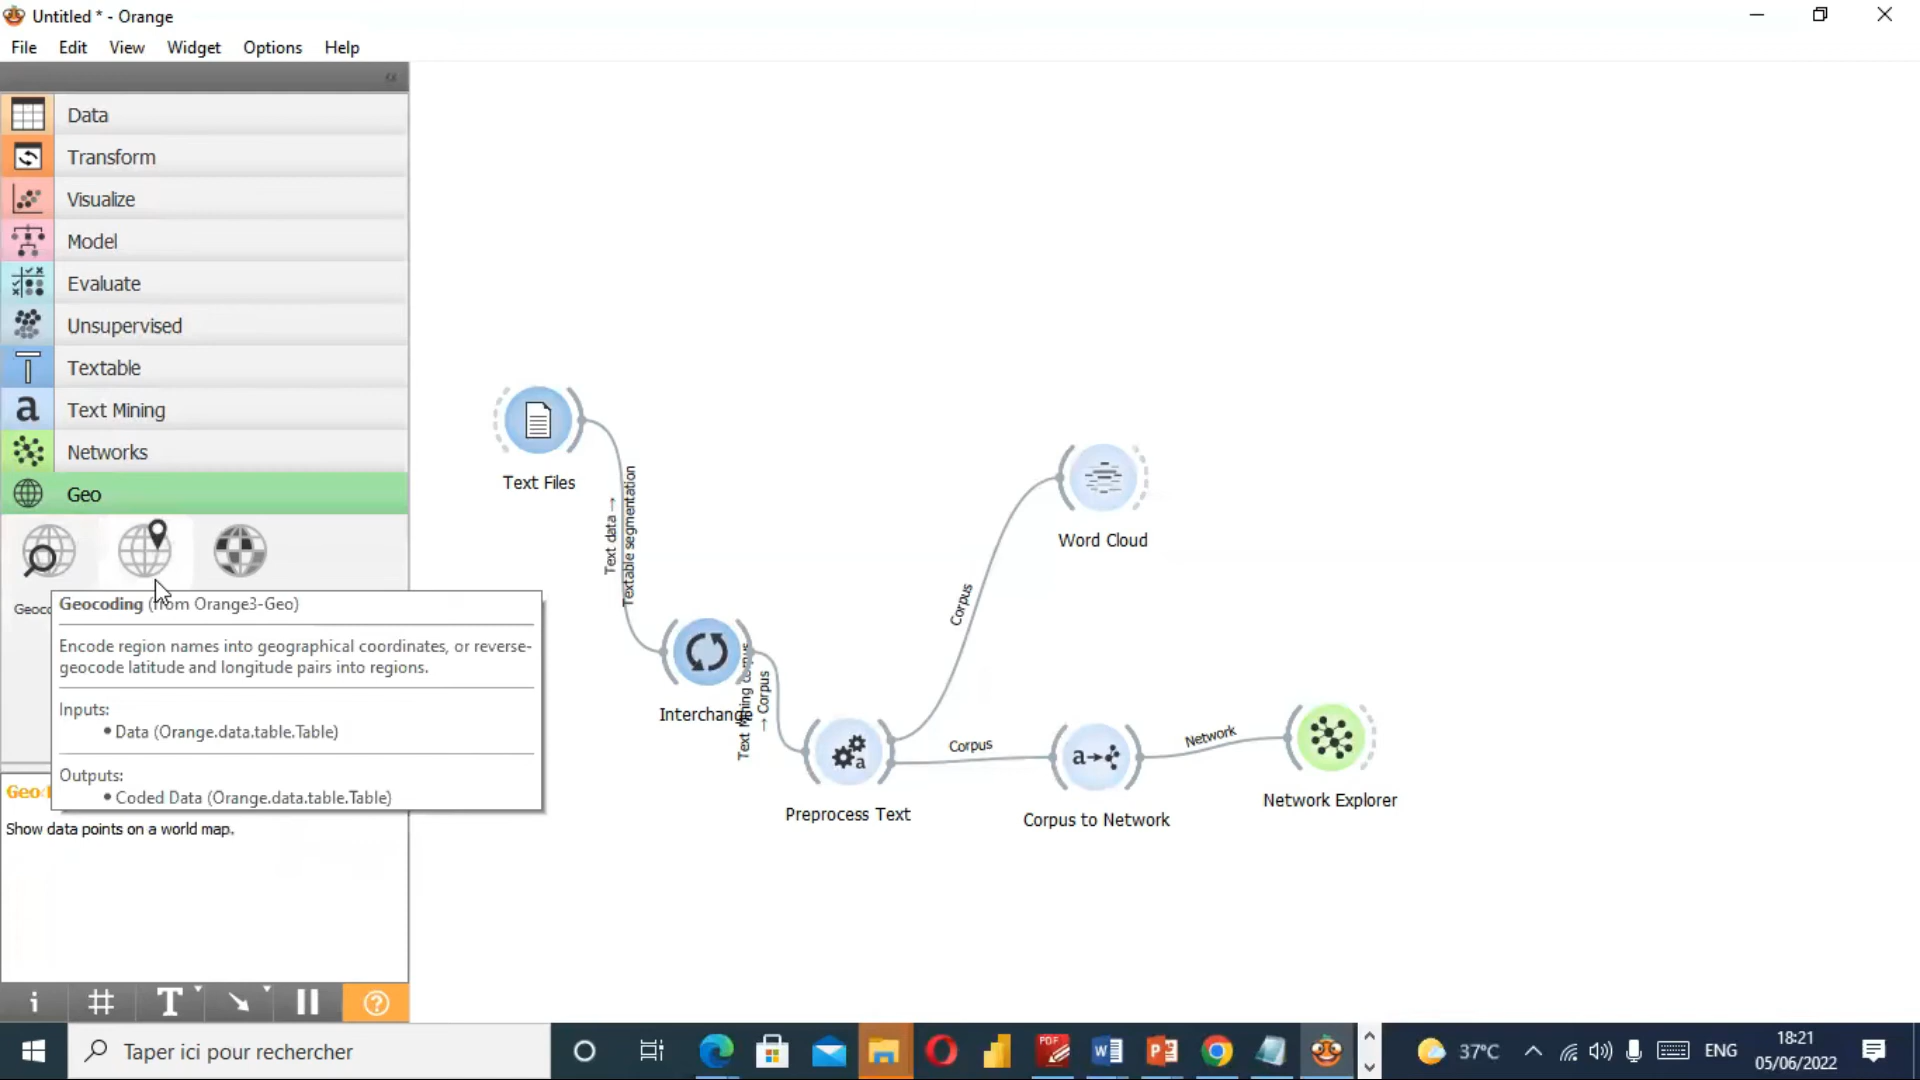 Untitled * - Orange
File Edit View Widget Options Help
Data
Transform
Visualize
Model
Evaluate
Unsupervised
Textable
Text Mining
Networks
Geo
Geocoding (from Orange3-Geo)
Encode region names into geographical coordinates, or reverse-
geocode latitude and longitude pairs into regions.
Inputs:
• Data (Orange.data.table.Table)
Outputs:
• Coded Data (Orange.data.table.Table)
Show data points on a world map.
Text Files
Text data →
Textable segmentation
Interchange
→ Corpus
Preprocess Text
Corpus
Word Cloud
Corpus
Corpus to Network
Network
Network Explorer
Taper ici pour rechercher
PDF
37°C
ENG
18:21
05/06/2022